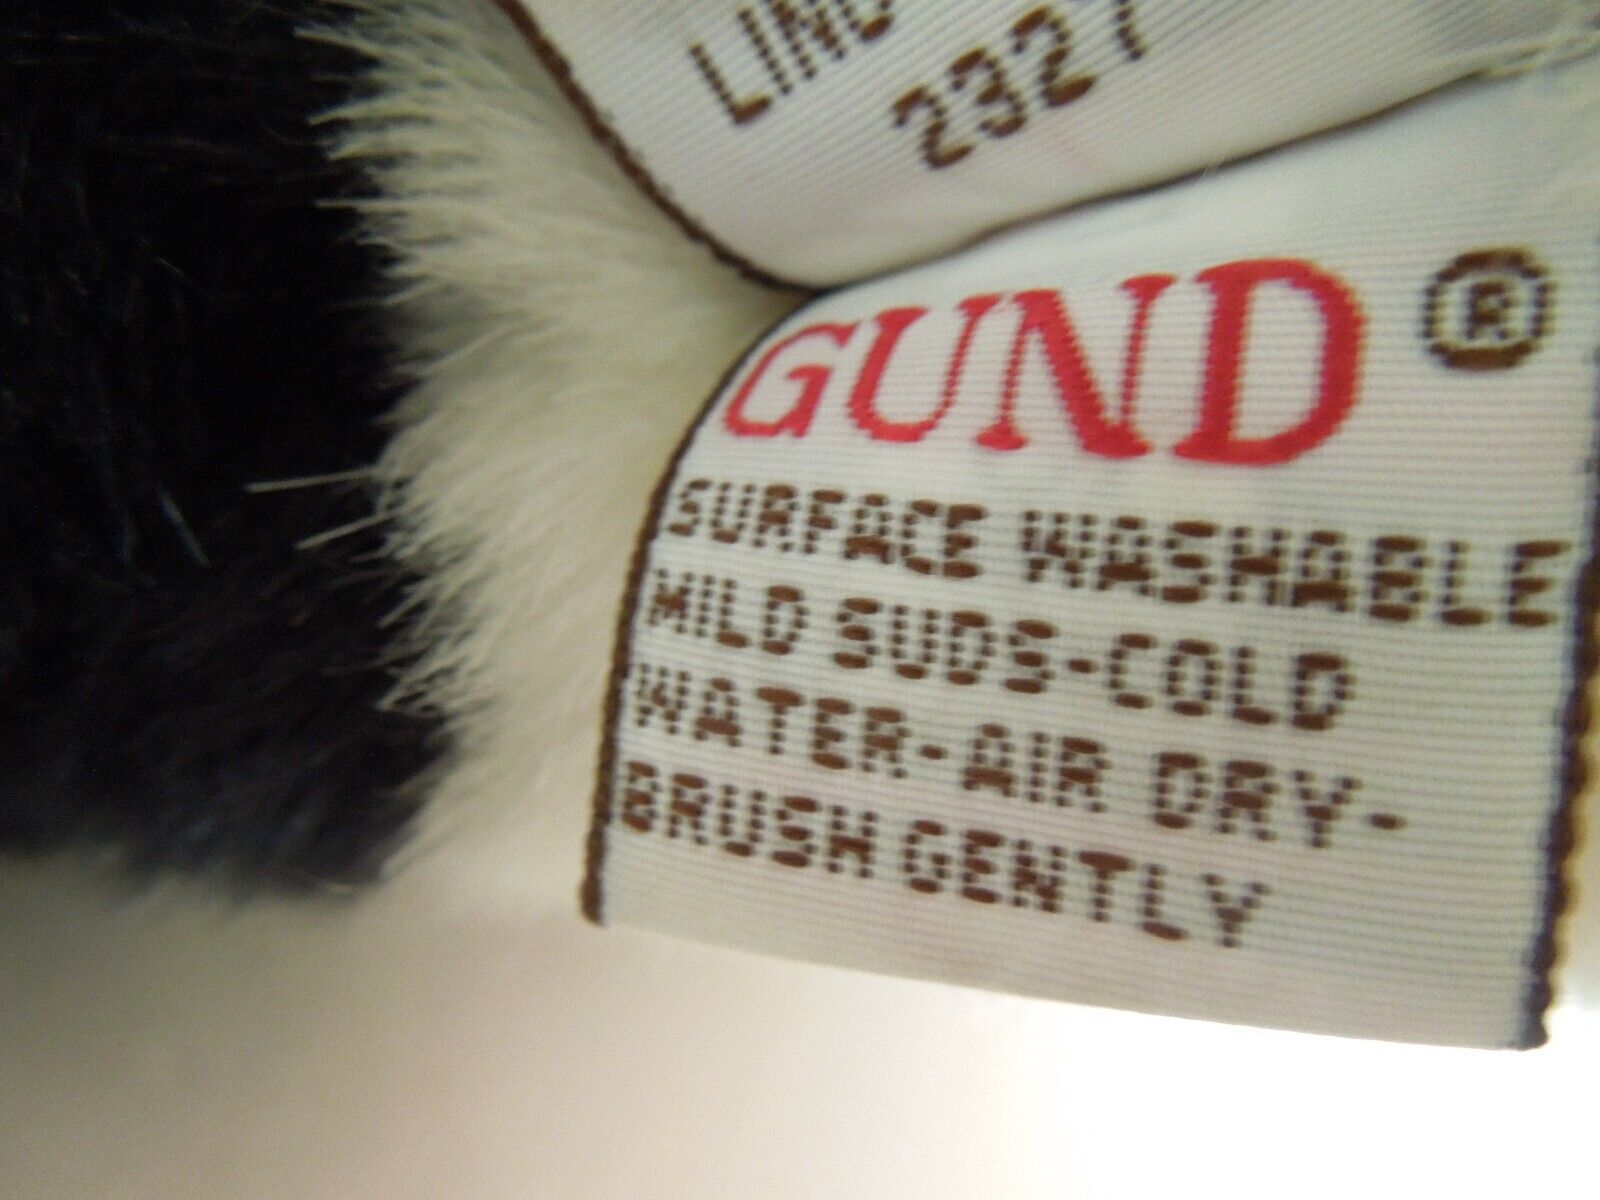 2327
GUND ®
SURFACE WASHABLE
MILD SUDS-COLD
WATER-AIR DRY-
BRUSH GENTLY